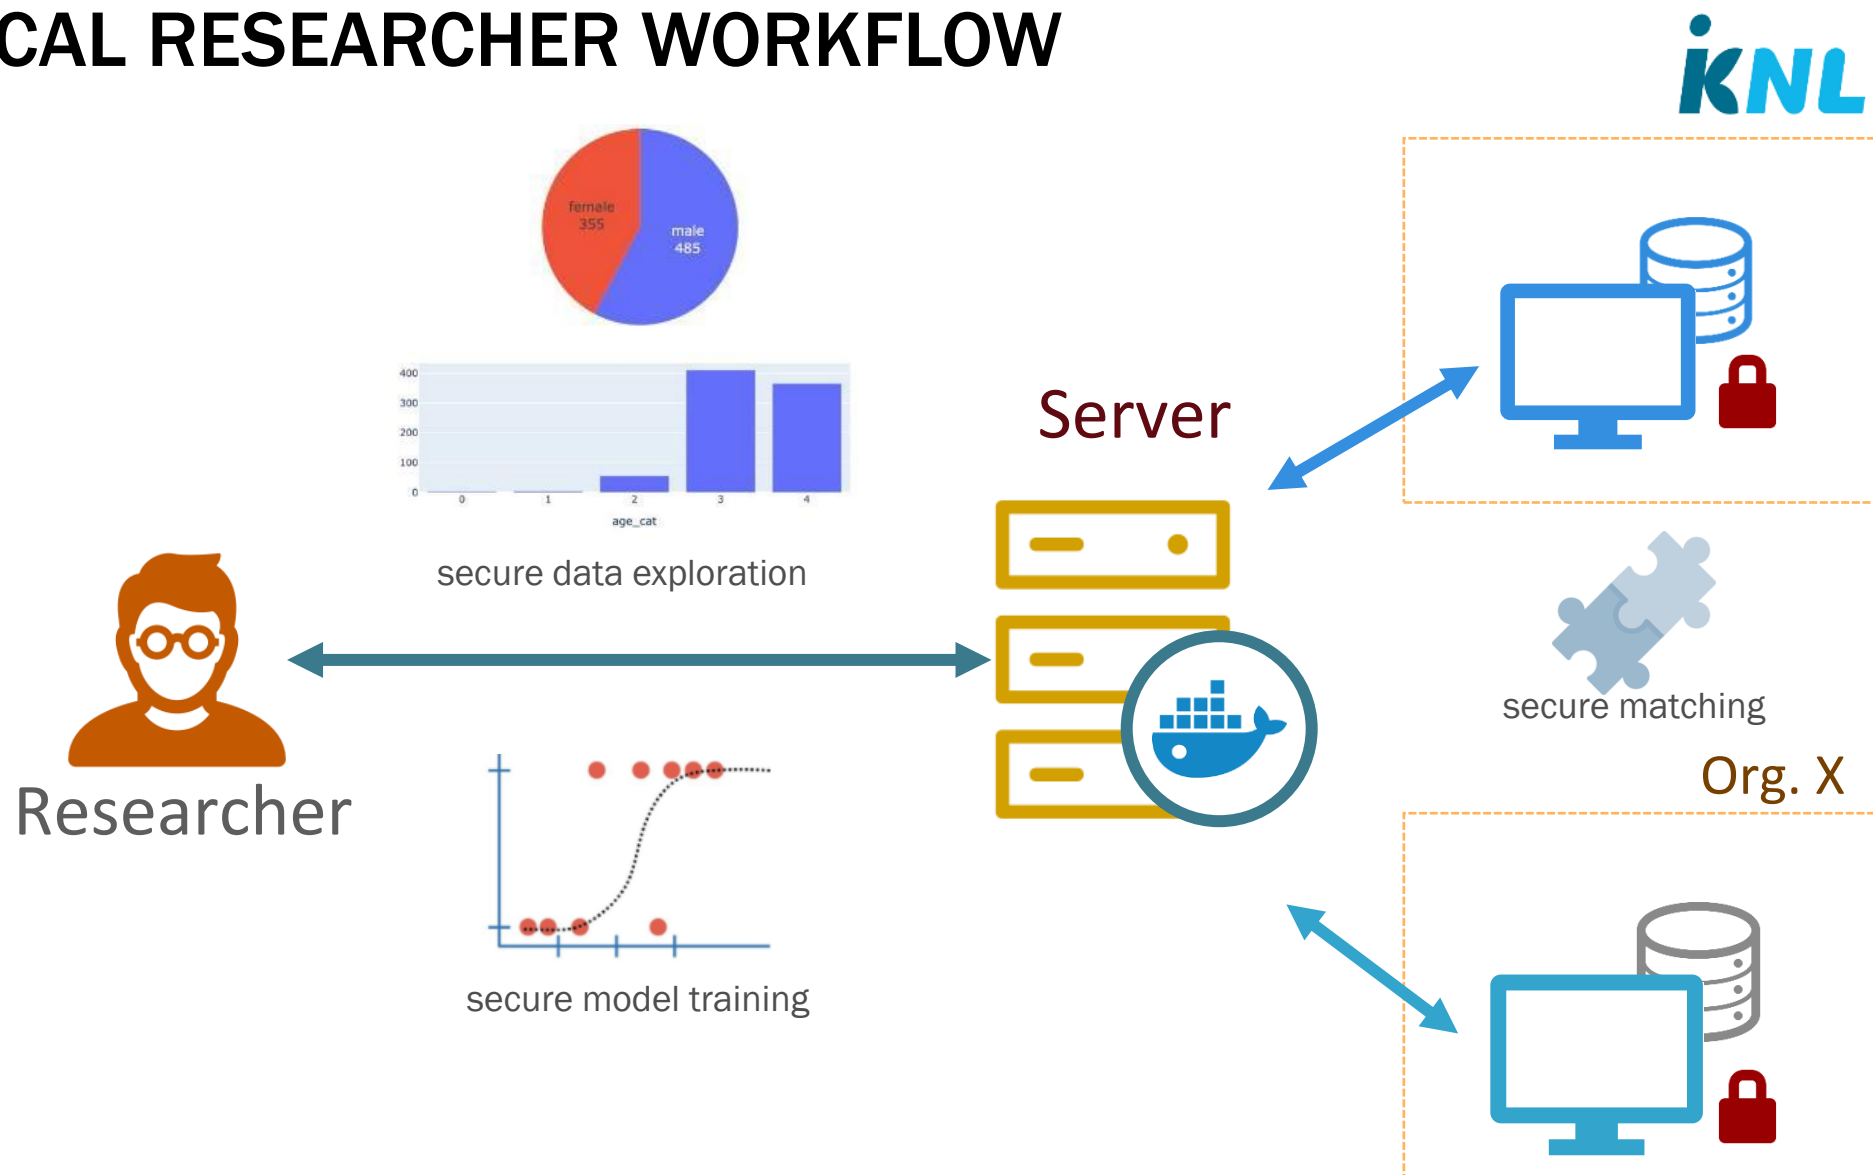 CAL RESEARCHER WORKFLOW
iKNL
female
355
male
485
400
300
200
100
0
0 1 2 3 4
age_cat
secure data exploration
Server
Researcher
secure matching
Org. X
secure model training